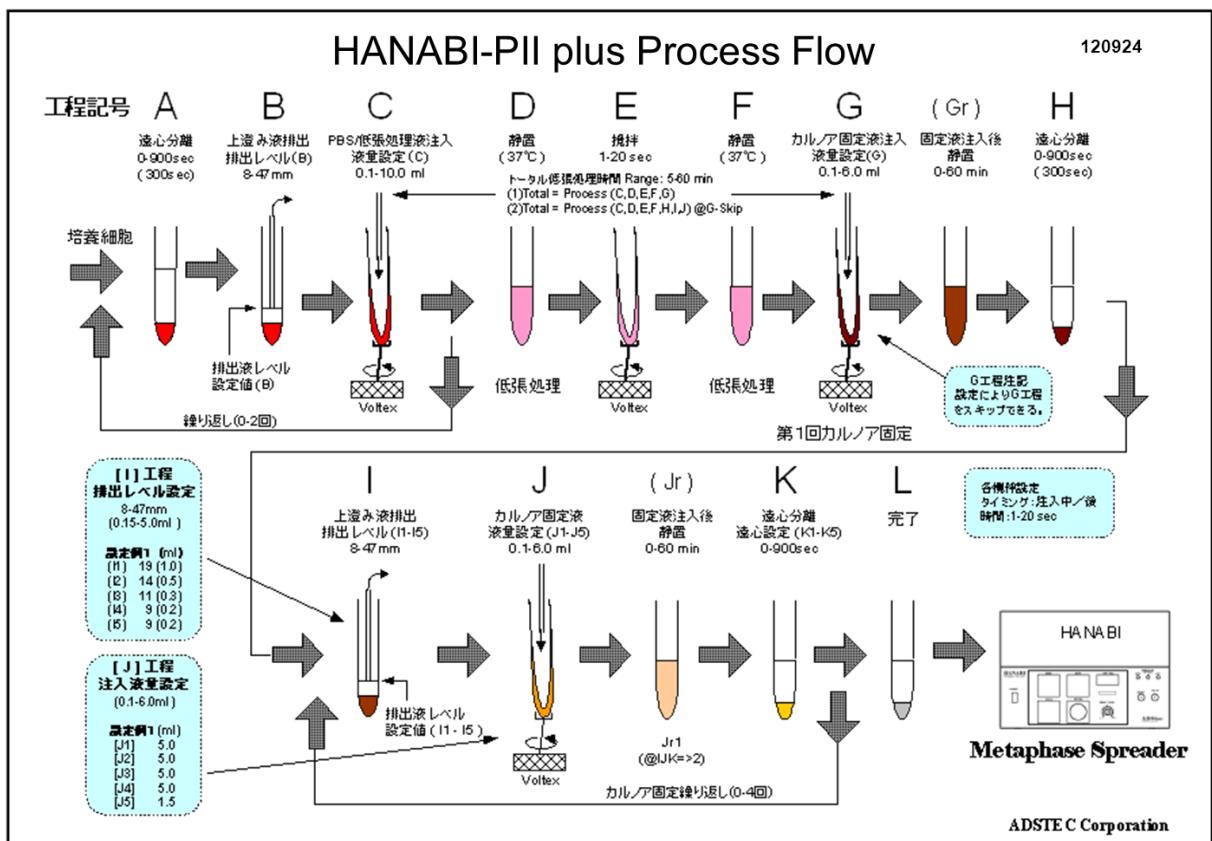 HANABI-PII plus Process Flow
120924
工程記号
A
遠心分離
0-900sec
(300sec)
B
上澄み液排出
排出レベル(B)
8-47mm
C
PBS/低張処理液注入
液量設定(C)
0.1-10.0 ml
D
静置
(37℃)
E
撹拌
1-20 sec
F
静置
(37℃)
G
カルノア固定液注入
液量設定(G)
0.1-6.0 ml
(Gr)
固定液注入後
静置
0-60 min
H
遠心分離
0-900sec
(300sec)
トータル低張処理時間 Range: 5-60 min
(1)Total = Process (C,D,E,F,G)
(2)Total = Process (C,D,E,F,H,I,J) @G-Skip
培養細胞
排出液レベル
設定値(B)
Voltex
低張処理
Voltex
低張処理
Voltex
G工程注記
設定によりG工程
をスキップできる。
繰り返し(0-2回)
第1回カルノア固定
[I]工程
排出レベル設定
8-47mm
(0.15-5.0ml)
設定例1 (ml)
(I1) 19 (1.0)
(I2) 14 (0.5)
(I3) 11 (0.3)
(I4) 9 (0.2)
(I5) 9 (0.2)
I
上澄み液排出
排出レベル(I1-I5)
8-47mm
J
カルノア固定液
液量設定(J1-J5)
0.1-6.0 ml
(Jr)
固定液注入後
静置
0-60 min
K
遠心分離
遠心設定(K1-K5)
0-900sec
L
完了
各撹拌設定
タイミング:注入中/後
時間:1-20 sec
[J]工程
注入液量設定
(0.1-6.0ml)
設定例1 (ml)
[J1] 5.0
[J2] 5.0
[J3] 5.0
[J4] 5.0
[J5] 1.5
排出液レベル
設定値(I1-I5)
Voltex
Jr1
(@IJK=>2)
カルノア固定繰り返し(0-4回)
HANABI
Metaphase Spreader
ADSTEC Corporation